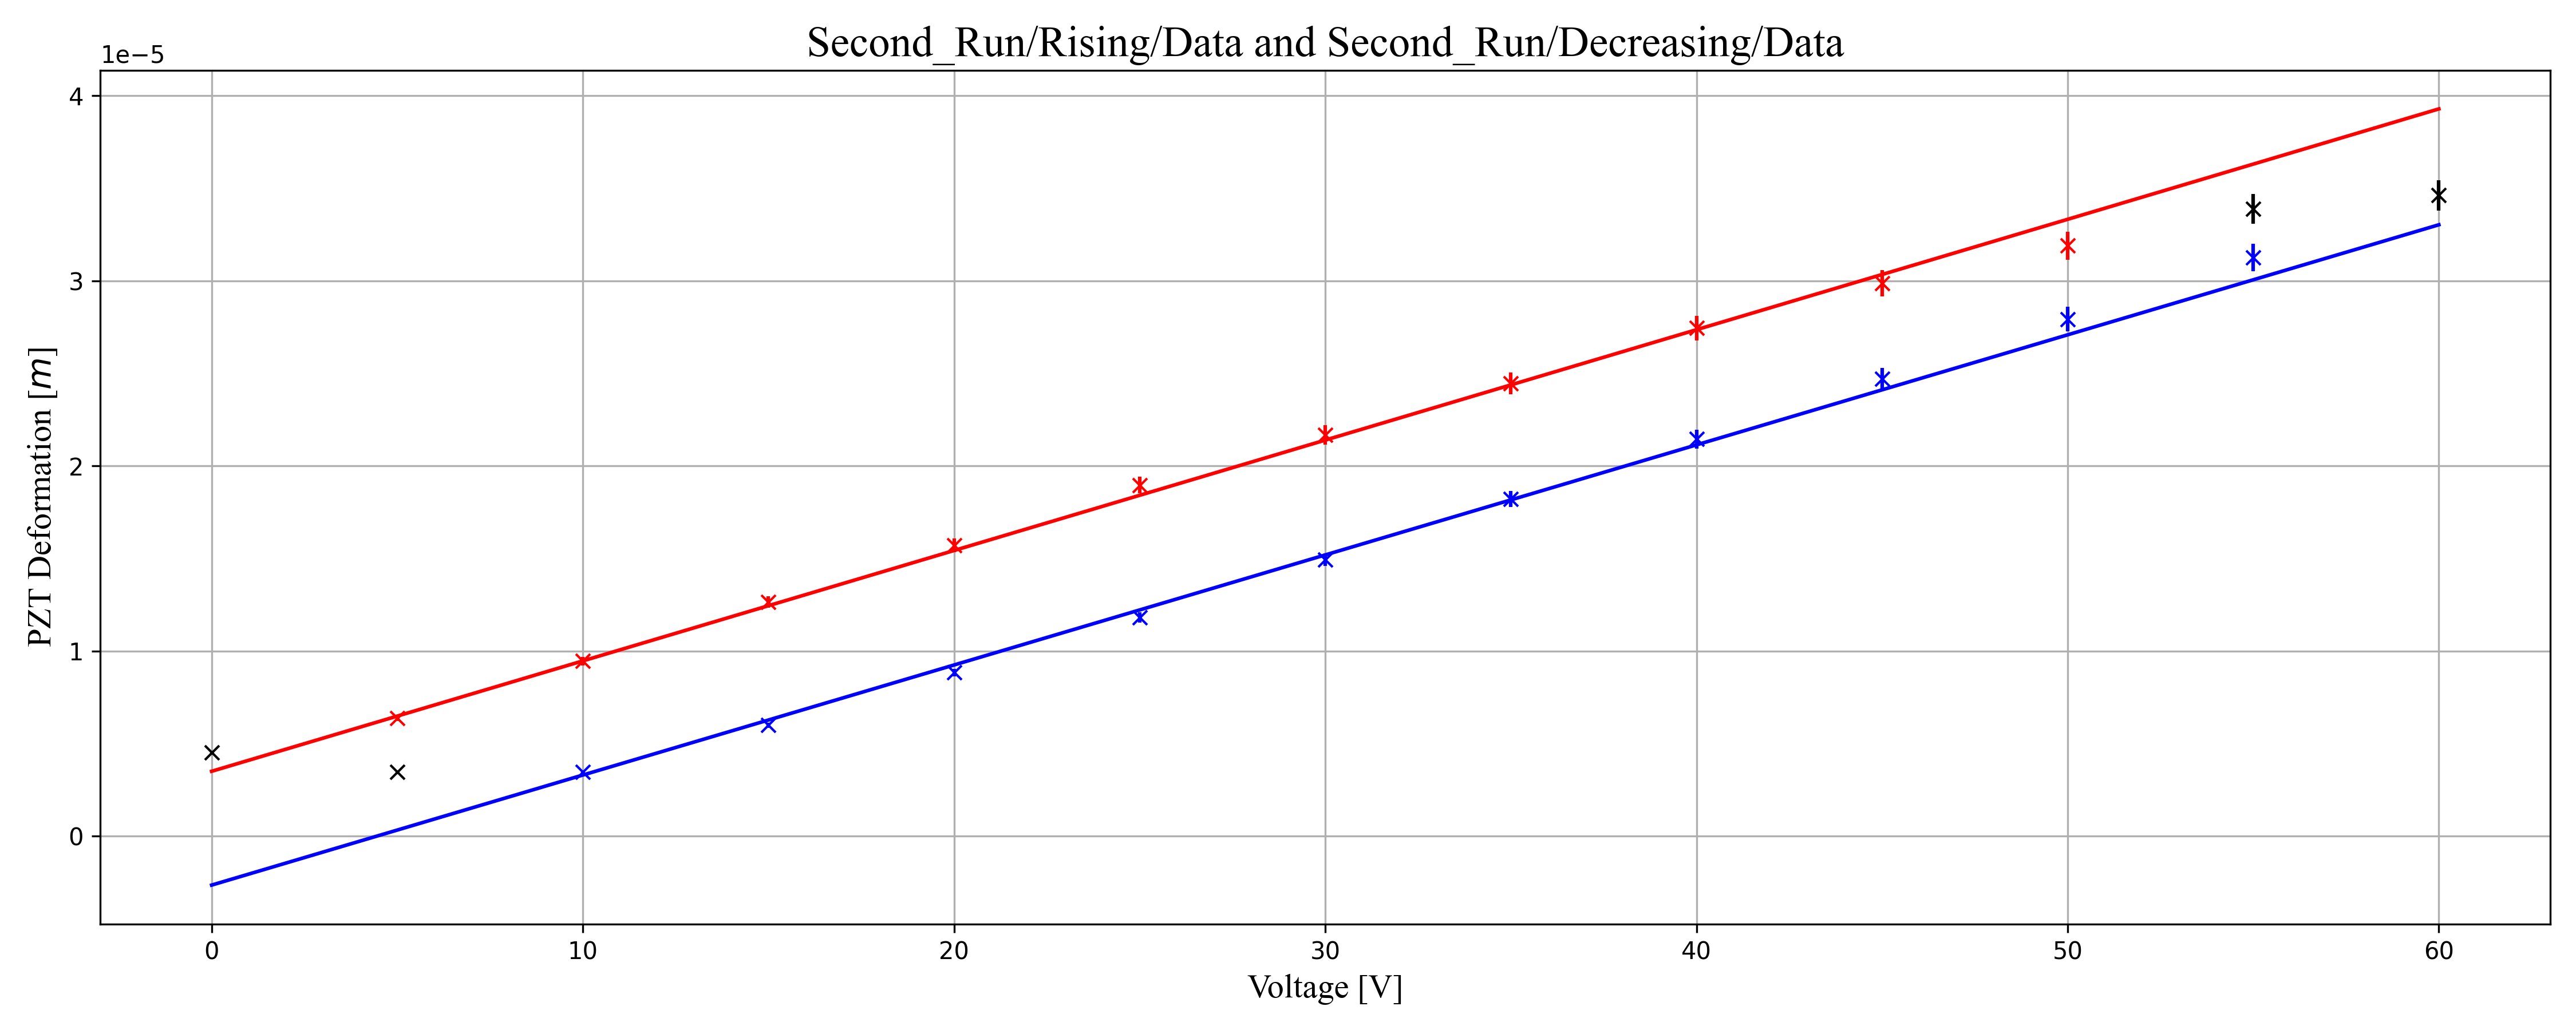 Second_Run/Rising/Data and Second_Run/Decreasing/Data
1e−5
4
3
2
1
0
PZT Deformation [m]
0 10 20 30 40 50 60
Voltage [V]